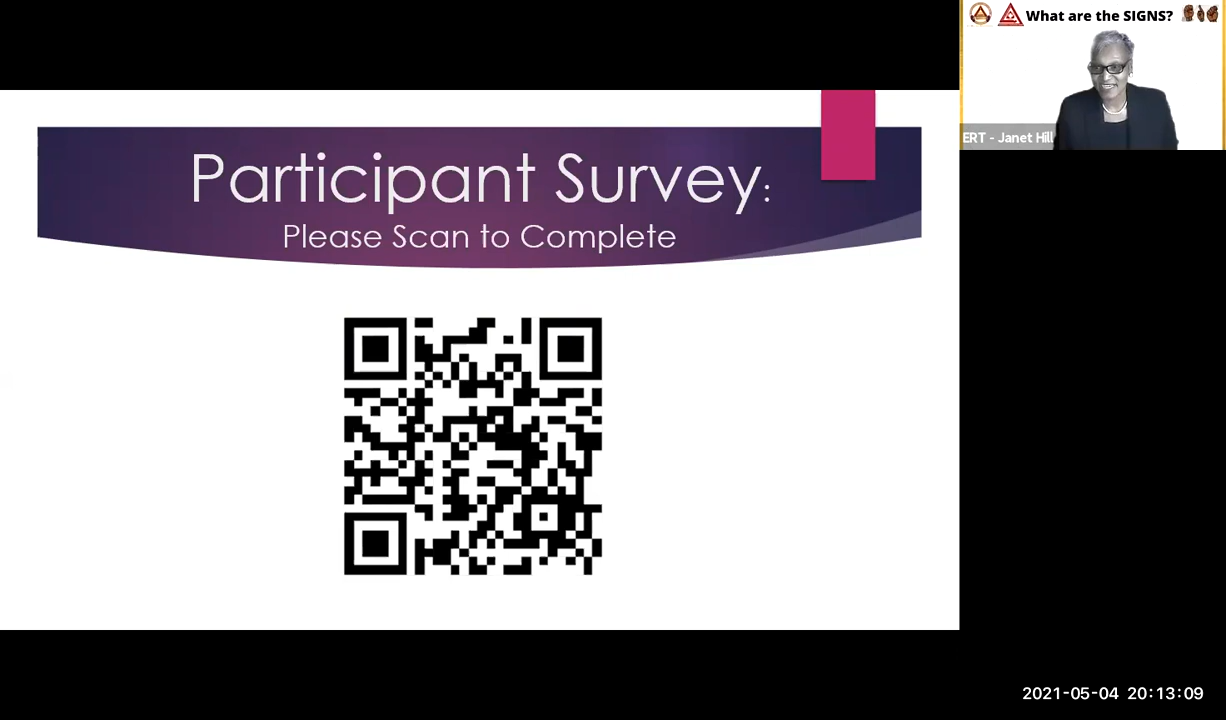 What are the SIGNS?
ERT - Janet Hill
Participant Survey:
Please Scan to Complete
2021-05-04 20:13:09